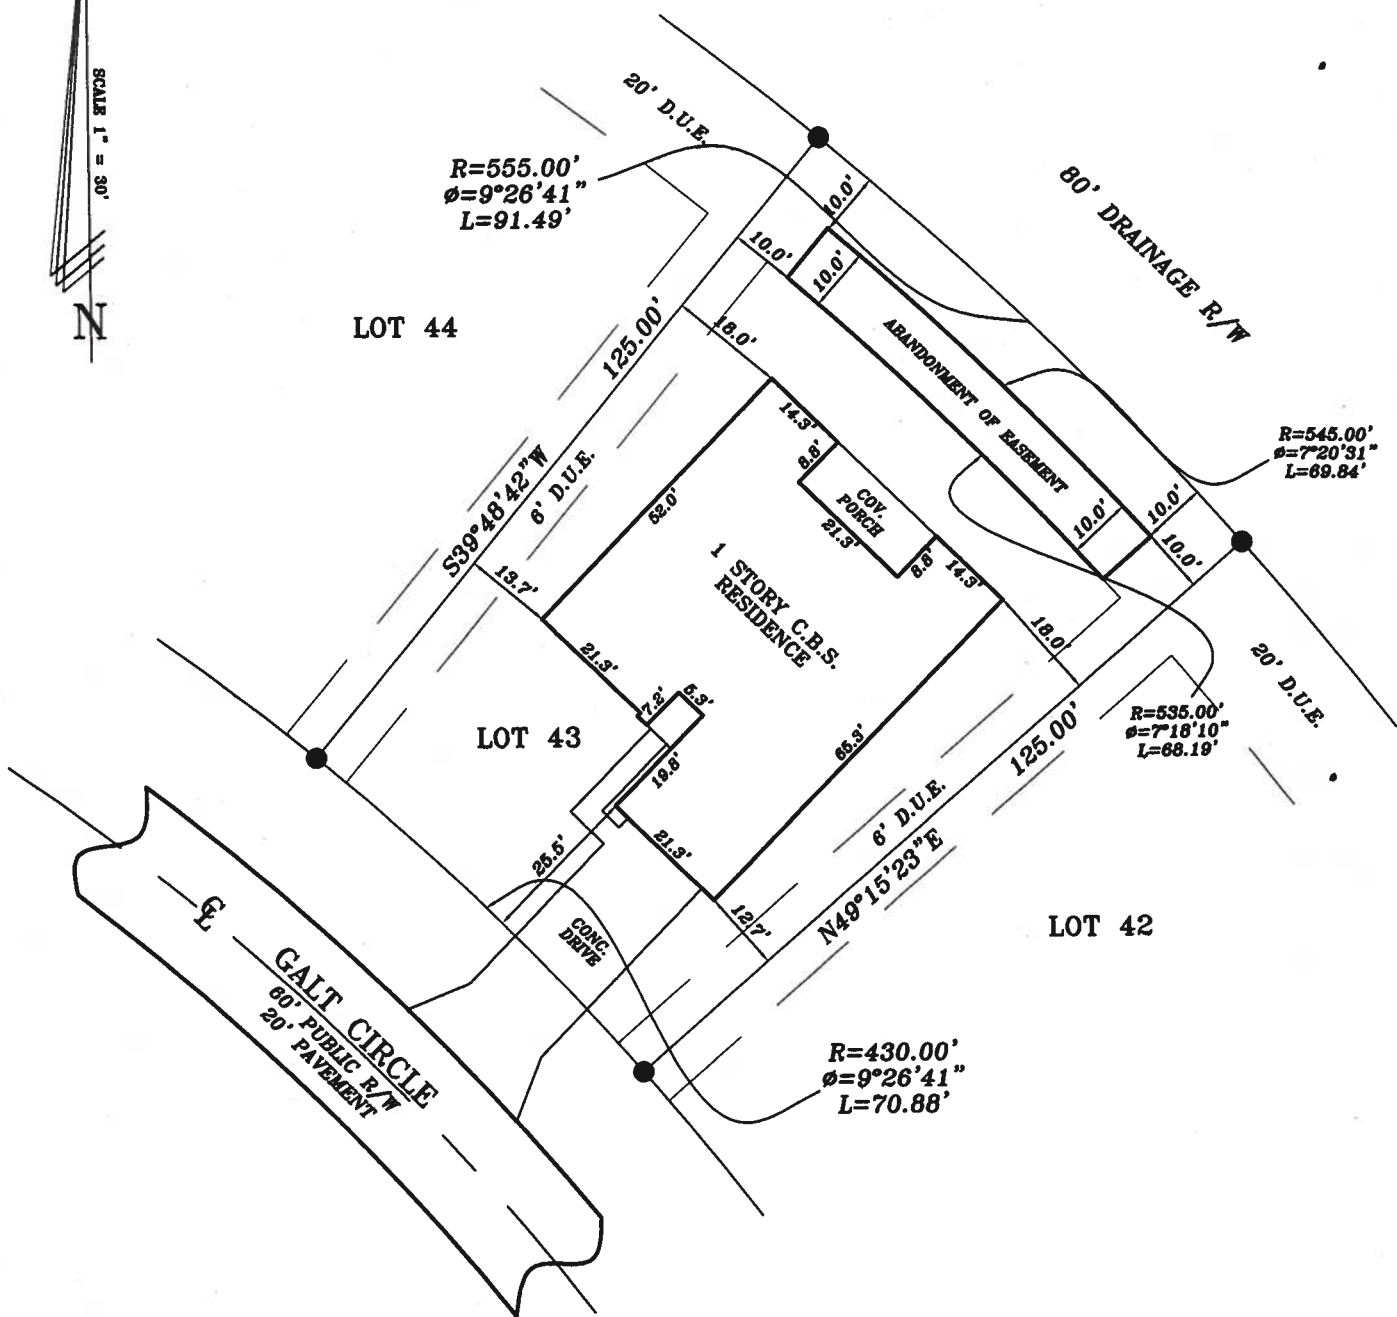 SCALE 1" = 30'
N
20' D.U.E.
R=555.00'
ø=9°26'41"
L=91.49'
80' DRAINAGE R/W
10.0'
10.0'
10.0'
LOT 44
125.00'
18.0'
ABANDONMENT OF EASEMENT
14.3'
8.8'
COV.
PORCH
21.3'
8.8'
14.3'
R=545.00'
ø=7°20'31"
L=69.84'
10.0'
10.0'
10.0'
S39°48'42"W
6' D.U.E.
52.0'
13.7'
1 STORY C.B.S.
RESIDENCE
18.0'
20' D.U.E.
21.3'
7.2'
5.3'
LOT 43
19.8'
65.3'
125.00'
R=535.00'
ø=7°18'10"
L=68.19'
6' D.U.E.
N49°15'23"E
21.3'
25.5'
12.7'
CONC.
DRIVE
LOT 42
CL
GALT CIRCLE
60' PUBLIC R/W
20' PAVEMENT
R=430.00'
ø=9°26'41"
L=70.88'